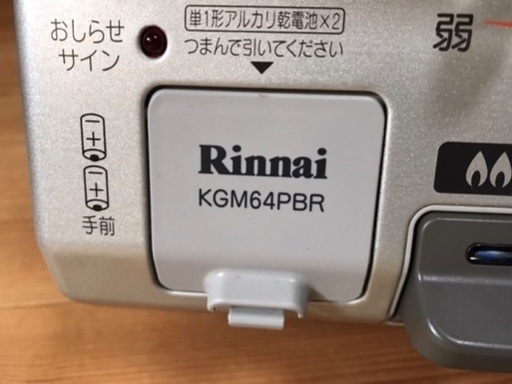 おしらせ
サイン
単1形アルカリ乾電池×2
つまんで引いてください
弱
Rinnai
KGM64PBR
手前